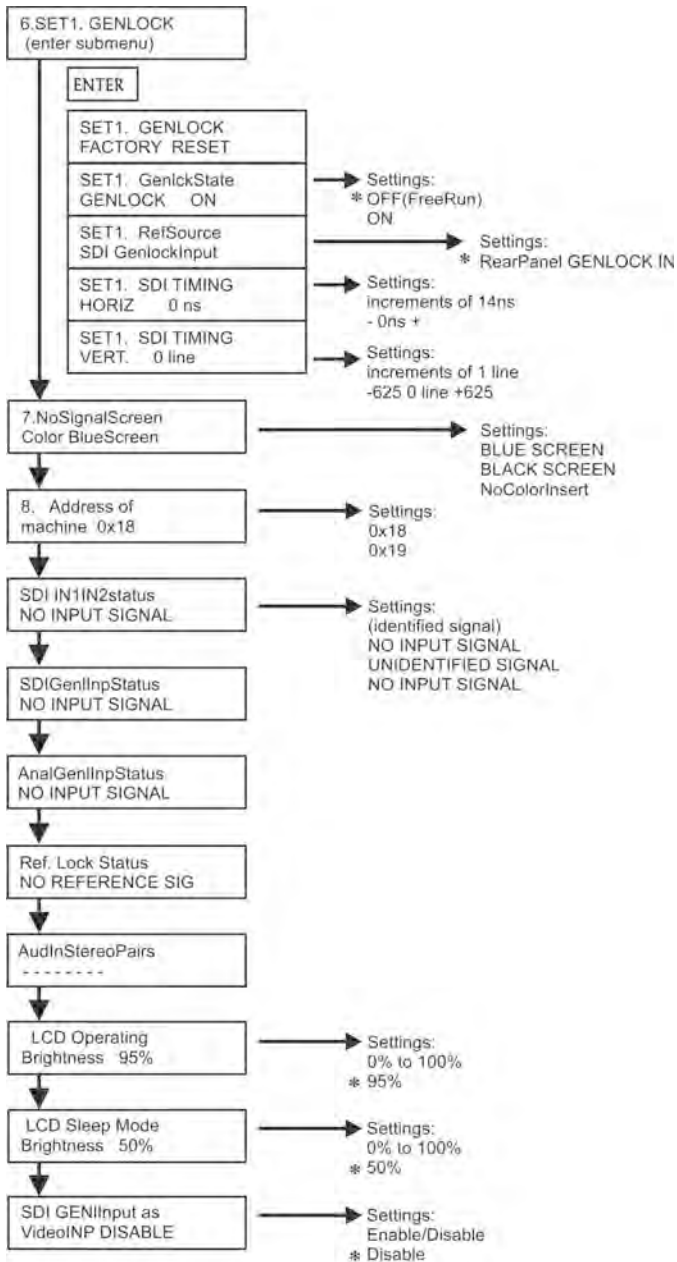 6.SET1. GENLOCK
(enter submenu)
ENTER
SET1. GENLOCK
FACTORY RESET
SET1. GenlckState
GENLOCK ON
Settings:
* OFF(FreeRun)
ON
SET1. RefSource
SDI GenlockInput
Settings:
* RearPanel GENLOCK IN
SET1. SDI TIMING
HORIZ 0 ns
Settings:
increments of 14ns
- 0ns +
SET1. SDI TIMING
VERT. 0 line
Settings:
increments of 1 line
-625 0 line +625
7.NoSignalScreen
Color BlueScreen
Settings:
BLUE SCREEN
BLACK SCREEN
NoColorInsert
8. Address of
machine 0x18
Settings:
0x18
0x19
SDI IN1IN2status
NO INPUT SIGNAL
Settings:
(identified signal)
NO INPUT SIGNAL
UNIDENTIFIED SIGNAL
NO INPUT SIGNAL
SDIGenlInpStatus
NO INPUT SIGNAL
AnalGenlInpStatus
NO INPUT SIGNAL
Ref. Lock Status
NO REFERENCE SIG
AudInStereoPairs
- - - - - - - -
LCD Operating
Brightness 95%
Settings:
0% to 100%
* 95%
LCD Sleep Mode
Brightness 50%
Settings:
0% to 100%
* 50%
SDI GENlInput as
VideoINP DISABLE
Settings:
Enable/Disable
* Disable